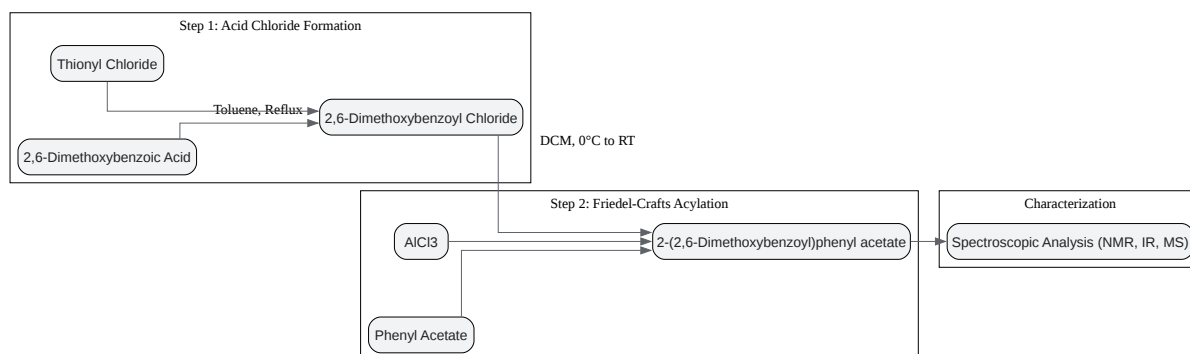 Step 1: Acid Chloride Formation
Thionyl Chloride
Toluene, Reflux
2,6-Dimethoxybenzoyl Chloride
2,6-Dimethoxybenzoic Acid
DCM, 0°C to RT
Step 2: Friedel-Crafts Acylation
AlCl3
2-(2,6-Dimethoxybenzoyl)phenyl acetate
Phenyl Acetate
Characterization
Spectroscopic Analysis (NMR, IR, MS)